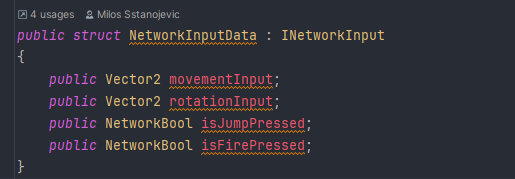 4 usages Milos Sstanojevic
public struct NetworkInputData : INetworkInput
{
    public Vector2 movementInput;
    public Vector2 rotationInput;
    public NetworkBool isJumpPressed;
    public NetworkBool isFirePressed;
}